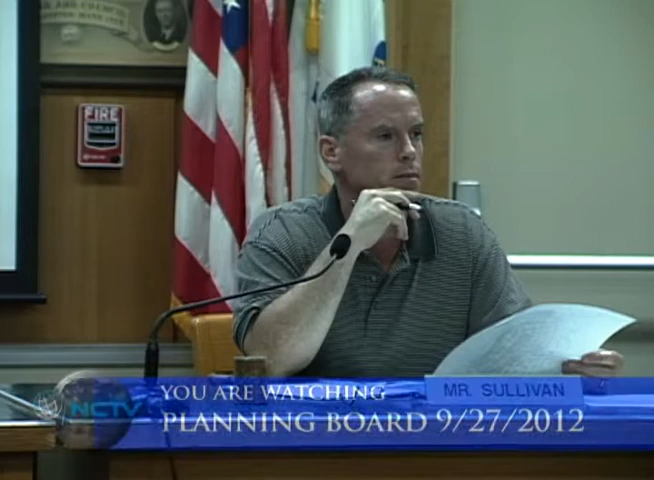 FIRE
MR. SULLIVAN
NCTV
YOU ARE WATCHING
PLANNING BOARD 9/27/2012